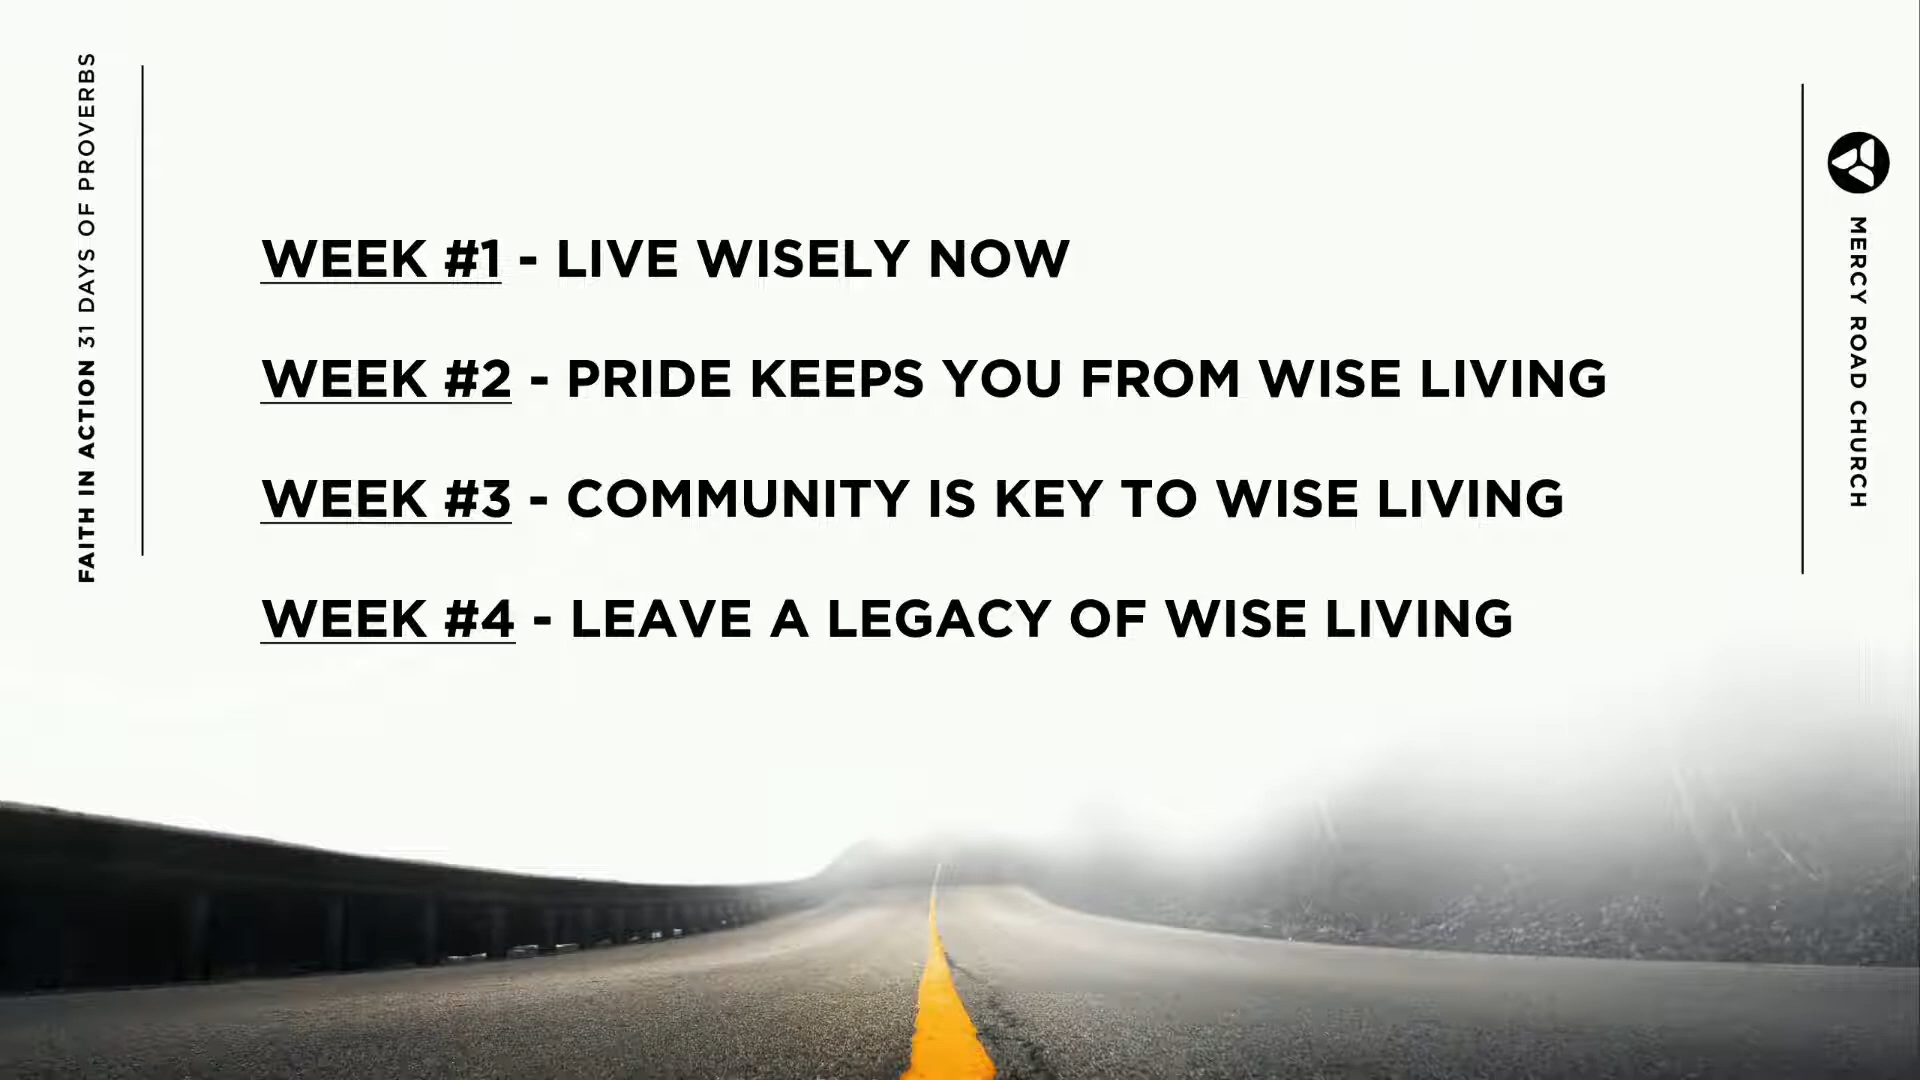 FAITH IN ACTION 31 DAYS OF PROVERBS
WEEK #1 - LIVE WISELY NOW
WEEK #2 - PRIDE KEEPS YOU FROM WISE LIVING
WEEK #3 - COMMUNITY IS KEY TO WISE LIVING
WEEK #4 - LEAVE A LEGACY OF WISE LIVING
MERCY ROAD CHURCH